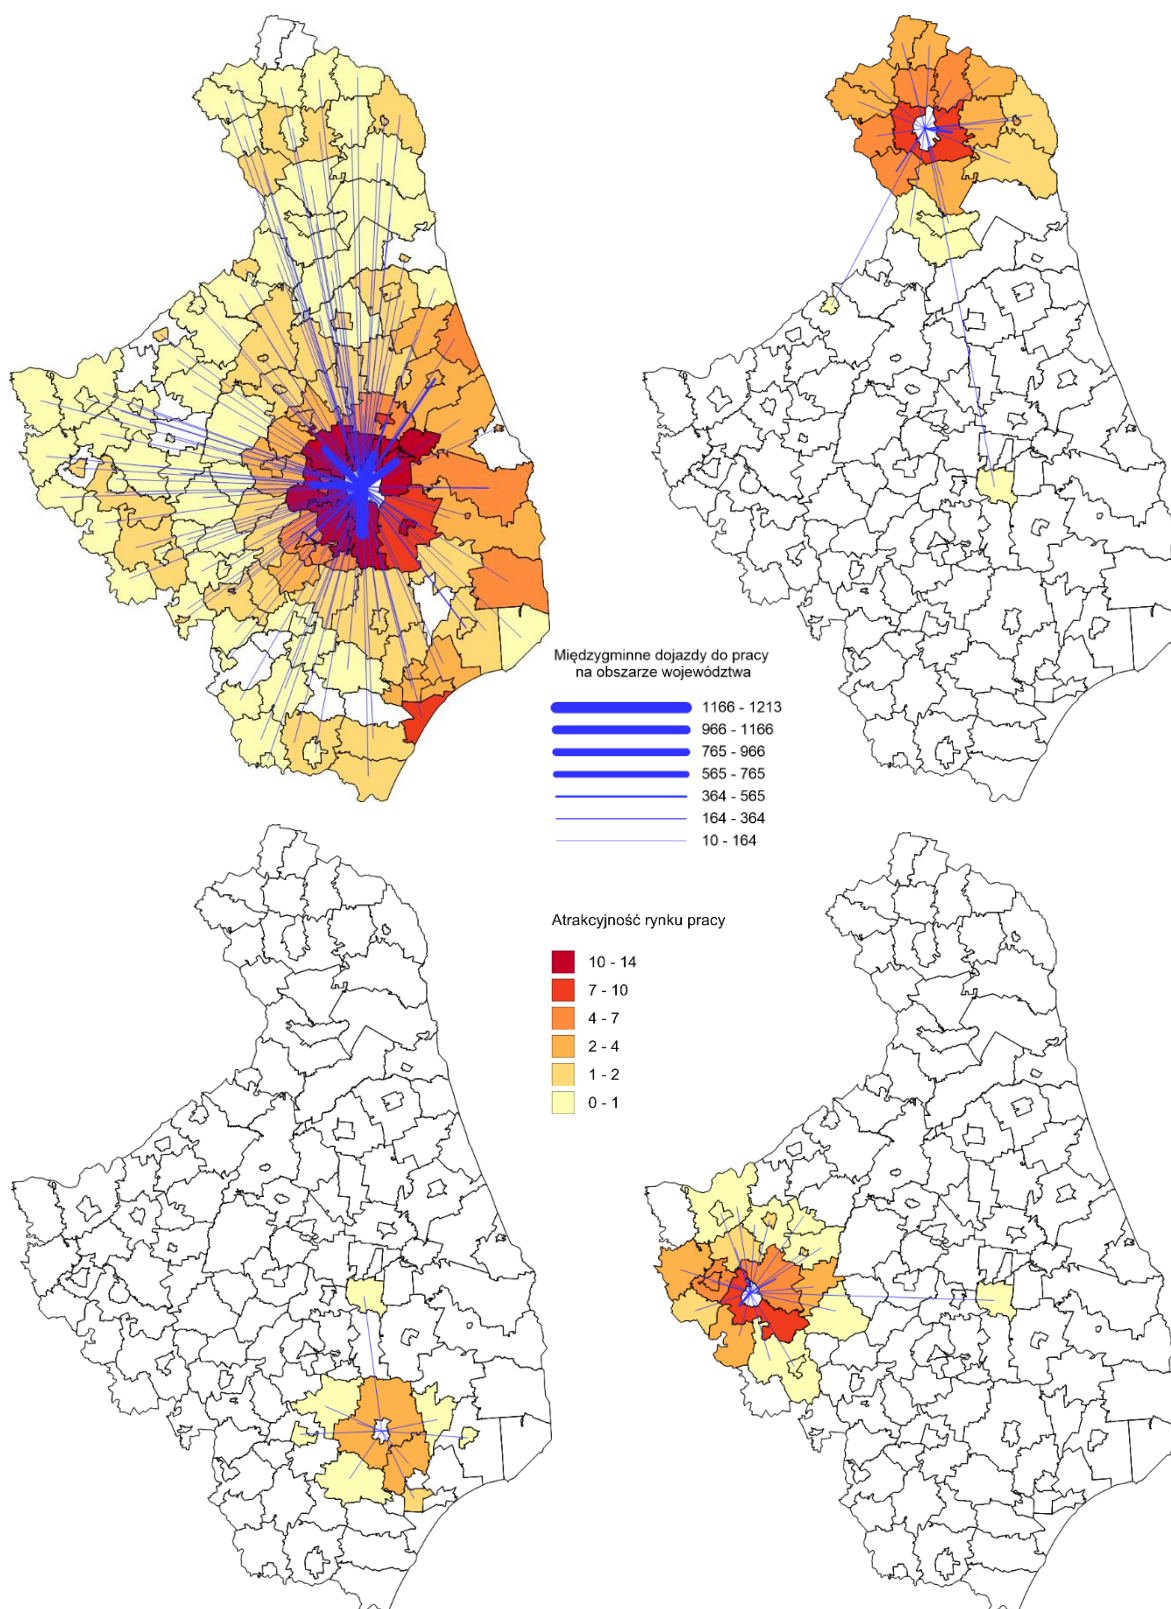 Międzygminne dojazdy do pracy
na obszarze województwa
1166 - 1213
966 - 1166
765 - 966
565 - 765
364 - 565
164 - 364
10 - 164
Atrakcyjność rynku pracy
10 - 14
7 - 10
4 - 7
2 - 4
1 - 2
0 - 1